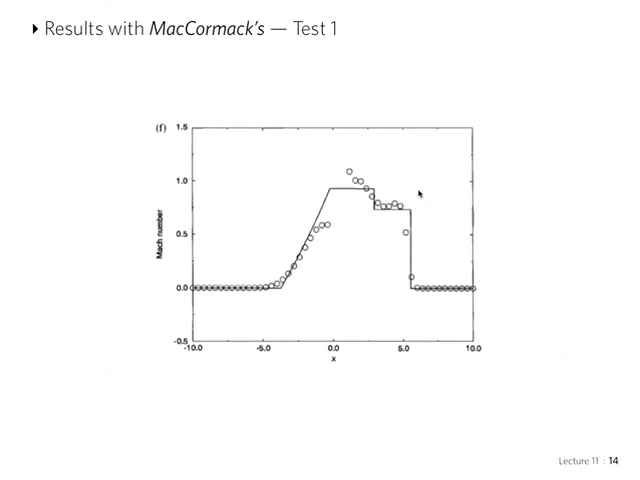 ▸ Results with MacCormack's — Test 1
(f)
1.5
1.0
0.5
0.0
-0.5
Mach number
-10.0 -5.0 0.0 5.0 10.0
x
Lecture 11 : 14